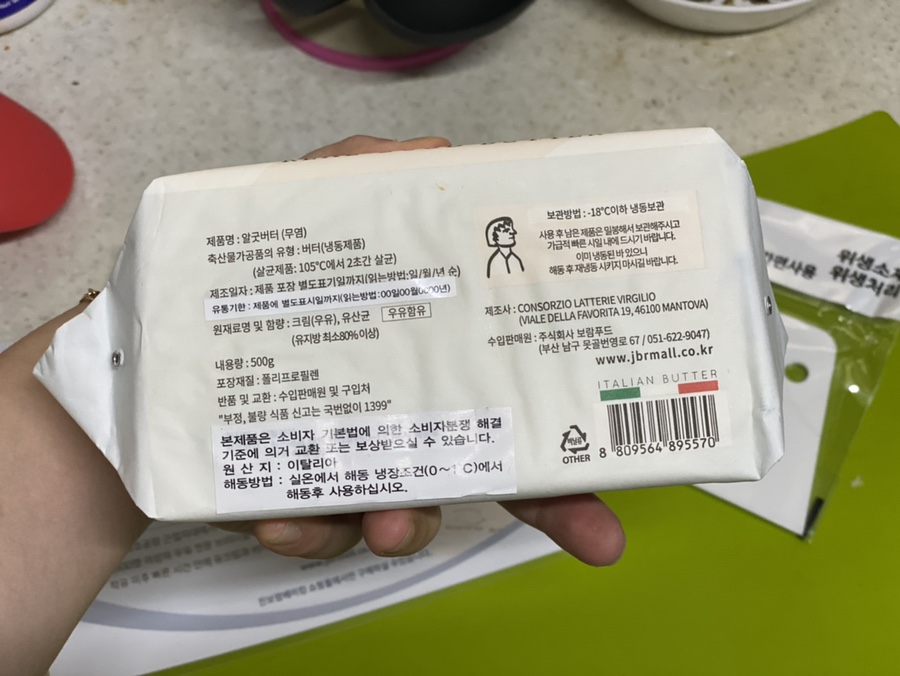 제품명 : 알굿버터 (무염)
축산물가공품의 유형 : 버터(냉동제품)
(살균제품: 105℃에서 2초간 살균)
제조일자 : 제품 포장 별도표기일까지(읽는방법:일/월/년 순)
유통기한 : 제품에 별도표시일까지(읽는방법:00일00월0000년)
원재료명 및 함량 : 크림(우유), 유산균 우유함유
(유지방 최소80%이상)
내용량 : 500g
포장재질 : 폴리프로필렌
반품 및 교환 : 수입판매원 및 구입처
"부정, 불량 식품 신고는 국번없이 1399"
본제품은 소비자 기본법에 의한 소비자분쟁 해결
기준에 의거 교환 또는 보상받으실 수 있습니다.
원 산 지 : 이탈리아
해동방법 : 실온에서 해동 냉장조건(0~ ℃)에서
해동후 사용하십시오.
보관방법 : -18℃이하 냉동보관
사용 후 남은 제품은 밀봉해서 보관해주시고
가급적 빠른 시일 내에 드시기 바랍니다.
이미 냉동된 바 있으니
해동 후 재냉동 시키지 마시길 바랍니다.
제조사 : CONSORZIO LATTERIE VIRGILIO
(VIALE DELLA FAVORITA 19, 46100 MANTOVA)
수입판매원 : 주식회사 보람푸드
(부산 남구 못골번영로 67 / 051-622-9047)
www.jbrmall.co.kr
ITALIAN BUTTER
비닐류
OTHER
8 809564 895570
간편사용
위생소
위생처리